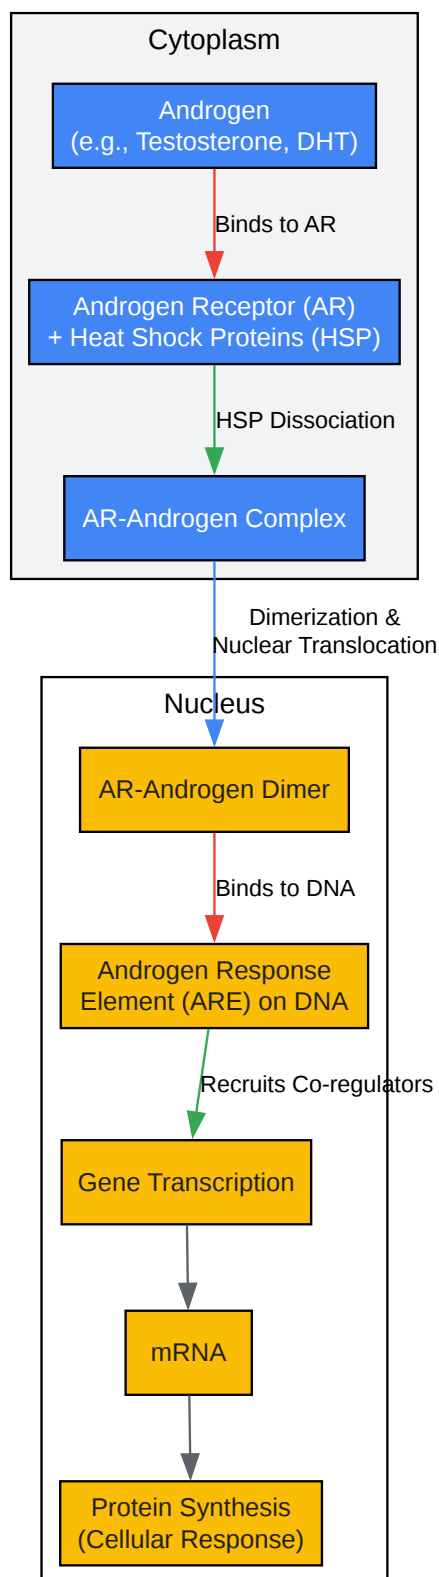 Cytoplasm
Androgen
(e.g., Testosterone, DHT)
Binds to AR
Androgen Receptor (AR)
+ Heat Shock Proteins (HSP)
HSP Dissociation
AR-Androgen Complex
Dimerization &
Nuclear Translocation
Nucleus
AR-Androgen Dimer
Binds to DNA
Androgen Response
Element (ARE) on DNA
Recruits Co-regulators
Gene Transcription
mRNA
Protein Synthesis
(Cellular Response)